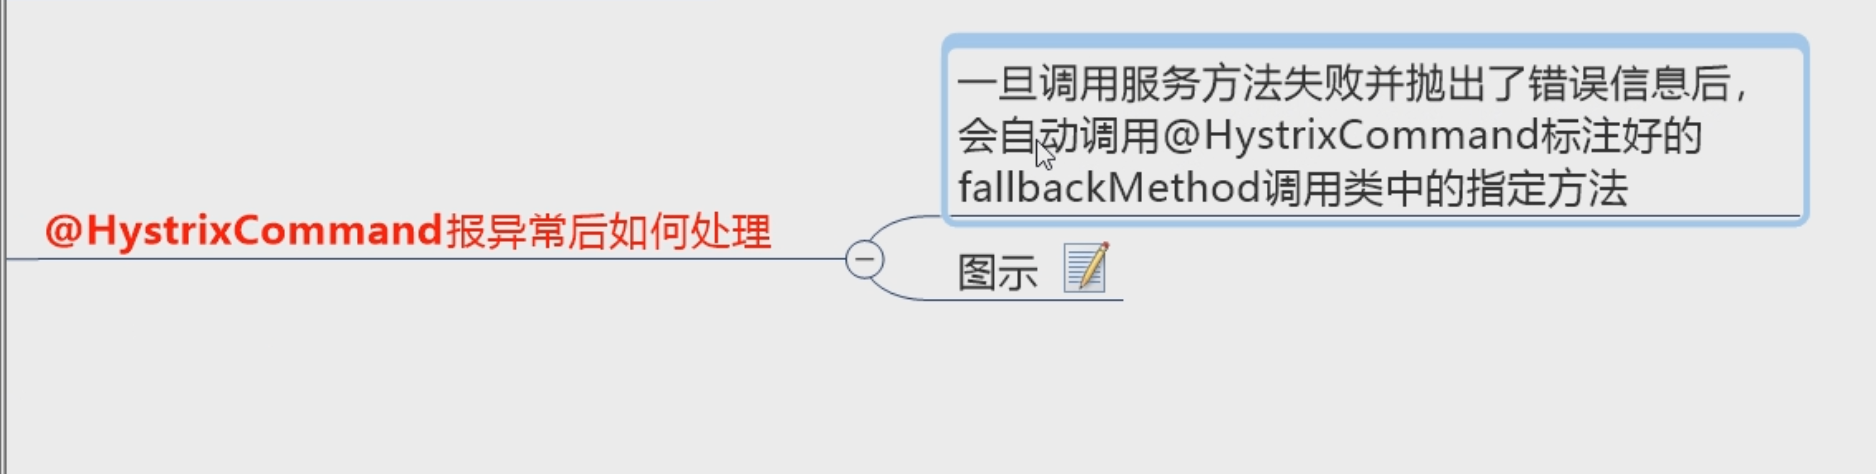 @HystrixCommand报异常后如何处理
一旦调用服务方法失败并抛出了错误信息后，
会自动调用@HystrixCommand标注好的
fallbackMethod调用类中的指定方法
图示